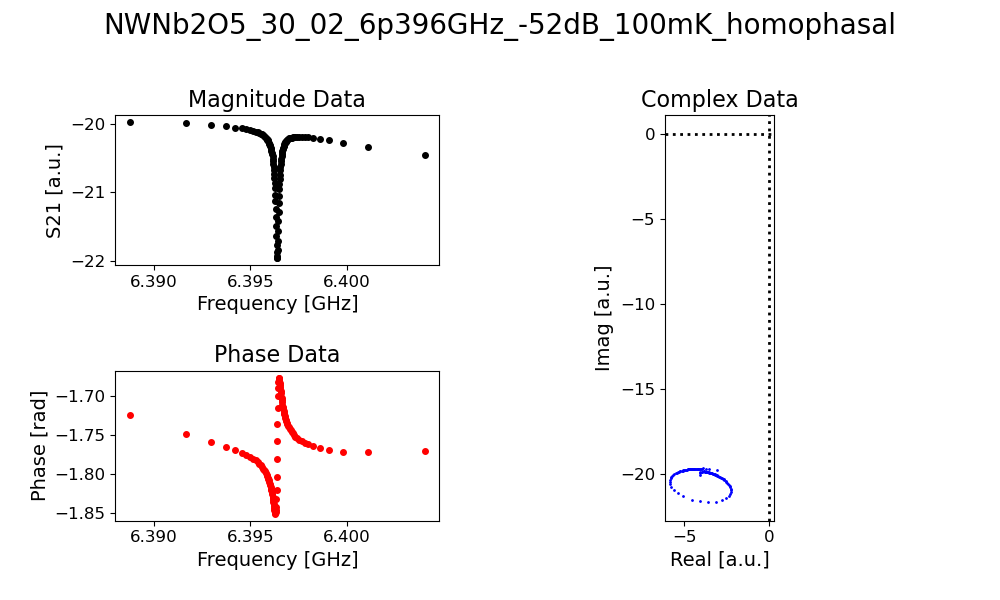 NWNb2O5_30_02_6p396GHz_-52dB_100mK_homophasal
Magnitude Data
S21 [a.u.]
−20
−21
−22
6.390 6.395 6.400
Frequency [GHz]
Phase Data
Phase [rad]
−1.70
−1.75
−1.80
−1.85
6.390 6.395 6.400
Frequency [GHz]
Complex Data
Imag [a.u.]
0
−5
−10
−15
−20
−5 0
Real [a.u.]